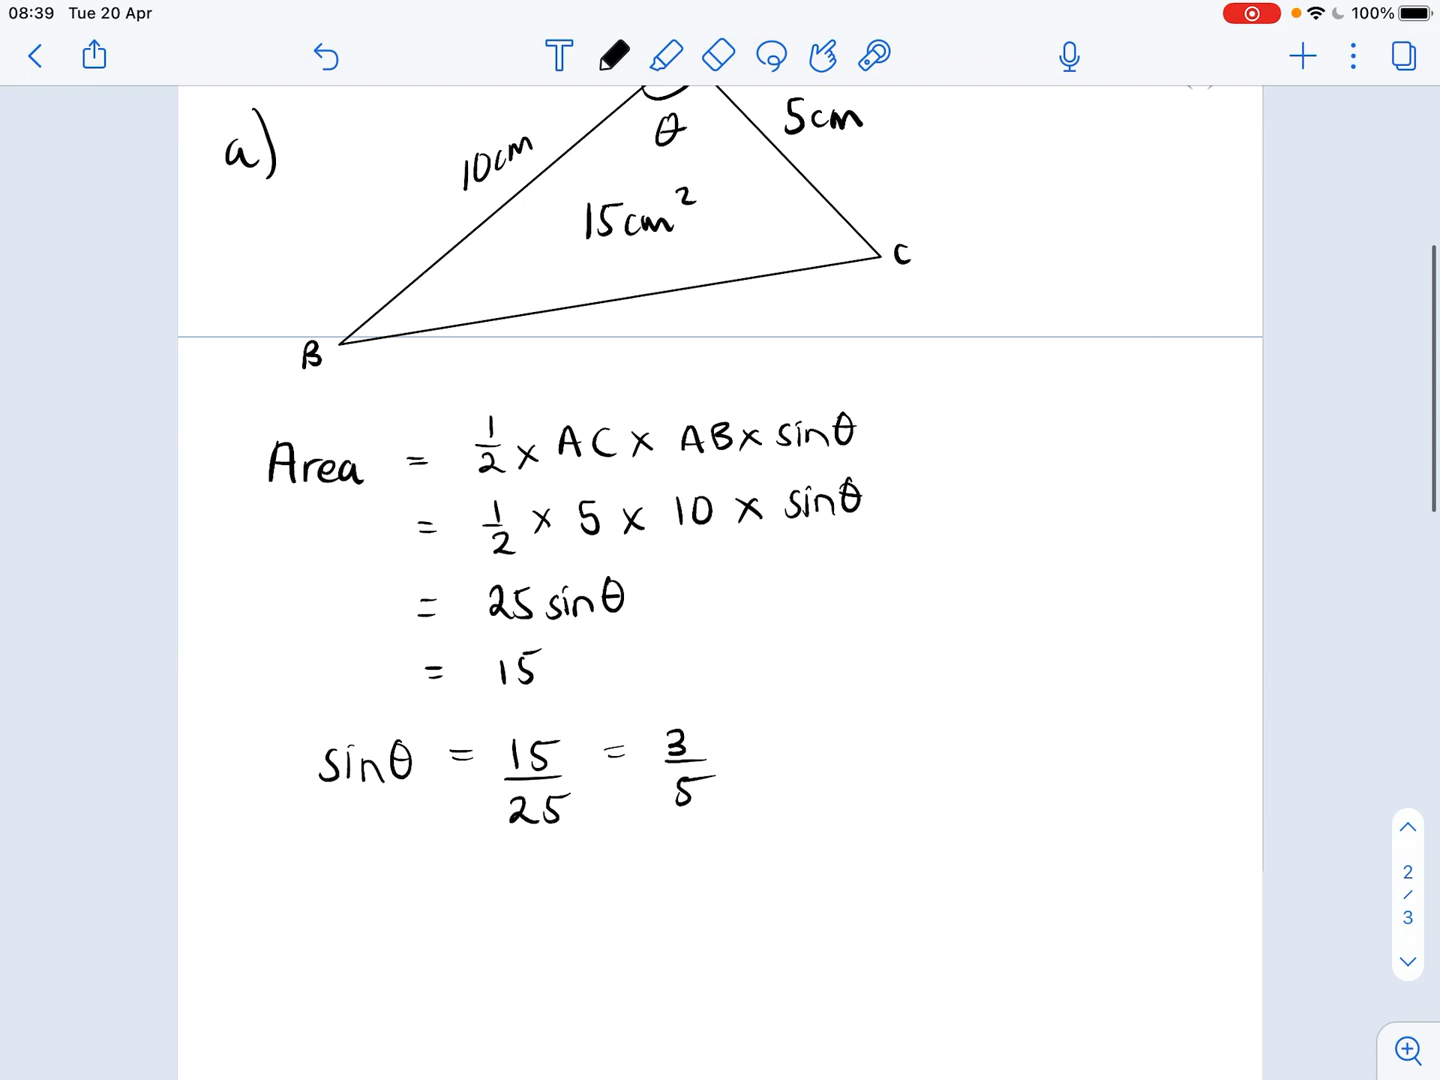 08:39 Tue 20 Apr 100%
T
a) 10cm θ 5cm
15cm²
C
B
Area = 1/2 × AC × AB × sinθ
= 1/2 × 5 × 10 × sinθ
= 25 sinθ
= 15
sinθ = 15/25 = 3/5
2
/
3